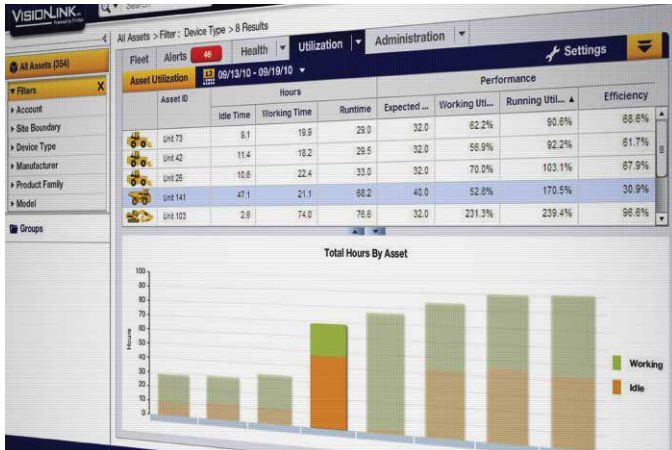 VISIONLINK
All Assets > Filter : Device Type > 8 Results
Fleet Alerts 46 Health Utilization Administration
Settings
All Assets (354)
Filters X
Account
Site Boundary
Device Type
Manufacturer
Product Family
Model
Groups
Asset Utilization 09/13/10 - 09/19/10
Hours Performance
Asset ID Idle Time Working Time Runtime Expected ... Working Uti... Running Util... ▲ Efficiency
Unit 73 9.1 19.9 29.0 32.0 62.2% 90.6% 68.6%
Unit 42 11.4 18.2 29.5 32.0 56.9% 92.2% 61.7%
Unit 26 10.6 22.4 33.0 32.0 70.0% 103.1% 67.9%
Unit 141 47.1 21.1 68.2 40.0 52.8% 170.5% 30.9%
Unit 103 2.6 74.0 76.6 32.0 231.3% 239.4% 96.6%
Total Hours By Asset
Hours
100
90
80
70
60
50
40
30
20
10
0
Working
Idle